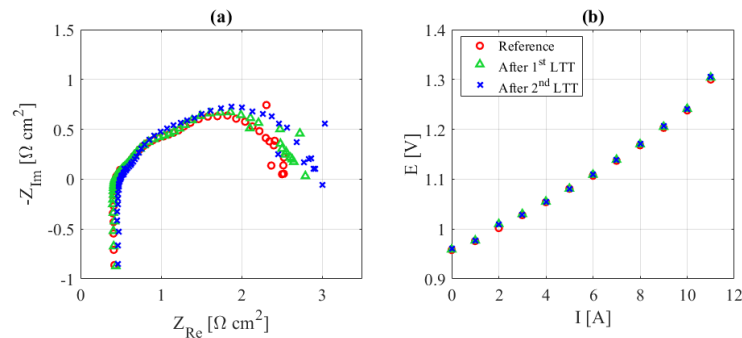 (a)
1.5
1
0.5
0
-0.5
-1
0
1
2
3
-Z_Im [Ω cm²]
Z_Re [Ω cm²]
(b)
Reference
After 1ˢᵗ LTT
After 2ⁿᵈ LTT
1.4
1.3
1.2
1.1
1
0.9
0
2
4
6
8
10
12
E [V]
I [A]